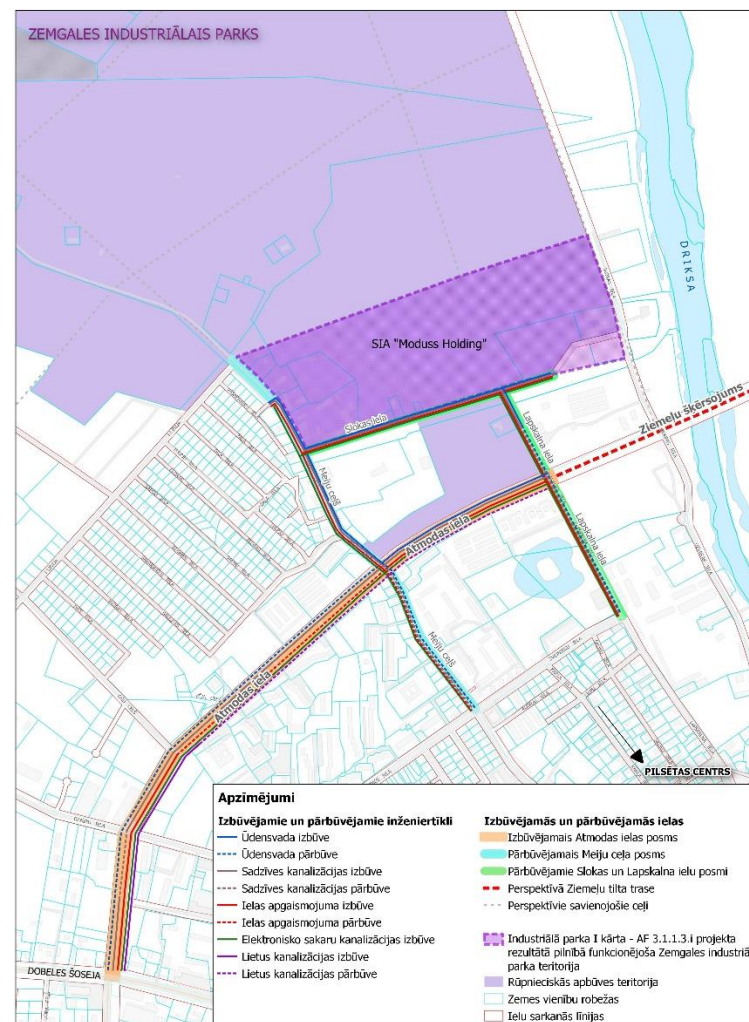 ZEMGALES INDUSTRIĀLAIS PARKS
DRIKSA
SIA "Moduss Holding"
Ziemeļu šķērsojums
Slokas iela
Lapskalna iela
Meiju ceļš
Atmodas iela
Lapskalna iela
Meiju ceļš
Atmodas iela
PILSĒTAS CENTRS
DOBELES ŠOSEJA
Apzīmējumi
Izbūvējamie un pārbūvējamie inženiertīkli
Ūdensvada izbūve
Ūdensvada pārbūve
Sadzīves kanalizācijas izbūve
Sadzīves kanalizācijas pārbūve
Ielas apgaismojuma izbūve
Ielas apgaismojuma pārbūve
Elektronisko sakaru kanalizācijas izbūve
Lietus kanalizācijas izbūve
Lietus kanalizācijas pārbūve
Izbūvējamās un pārbūvējamās ielas
Izbūvējamais Atmodas ielas posms
Pārbūvējamais Meiju ceļa posms
Pārbūvējamie Slokas un Lapskalna ielu posmi
Perspektīvā Ziemeļu tilta trase
Perspektīvie savienojošie ceļi
Industriālā parka I kārta - AF 3.1.1.3.i projekta
rezultātā pilnībā funkcionējoša Zemgales industriā
parka teritorija
Rūpnieciskās apbūves teritorija
Zemes vienību robežas
Ielu sarkanās līnijas